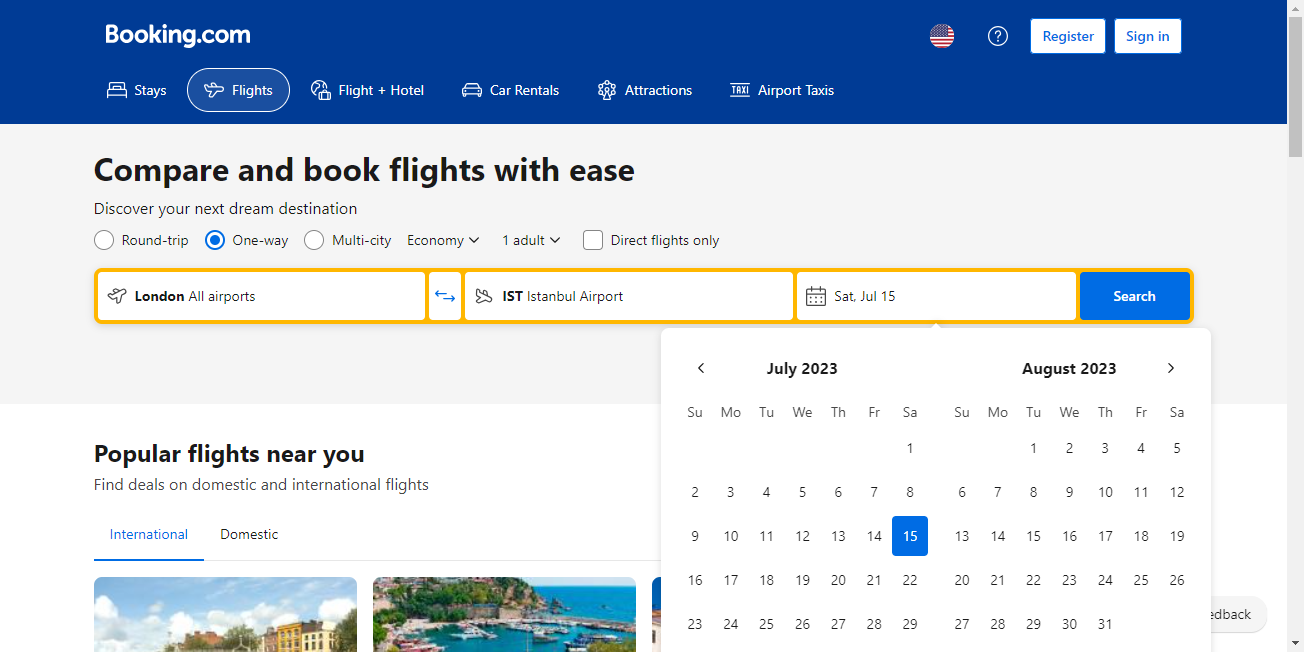 Booking.com
Register
Sign in
Stays
Flights
Flight + Hotel
Car Rentals
Attractions
TAXI
Airport Taxis
Compare and book flights with ease
Discover your next dream destination
Round-trip
One-way
Multi-city
Economy
1 adult
Direct flights only
London All airports
IST Istanbul Airport
Sat, Jul 15
Search
July 2023
Su Mo Tu We Th Fr Sa
1
2 3 4 5 6 7 8
9 10 11 12 13 14 15
16 17 18 19 20 21 22
23 24 25 26 27 28 29
August 2023
Su Mo Tu We Th Fr Sa
1 2 3 4 5
6 7 8 9 10 11 12
13 14 15 16 17 18 19
20 21 22 23 24 25 26
27 28 29 30 31
Popular flights near you
Find deals on domestic and international flights
International
Domestic
edback